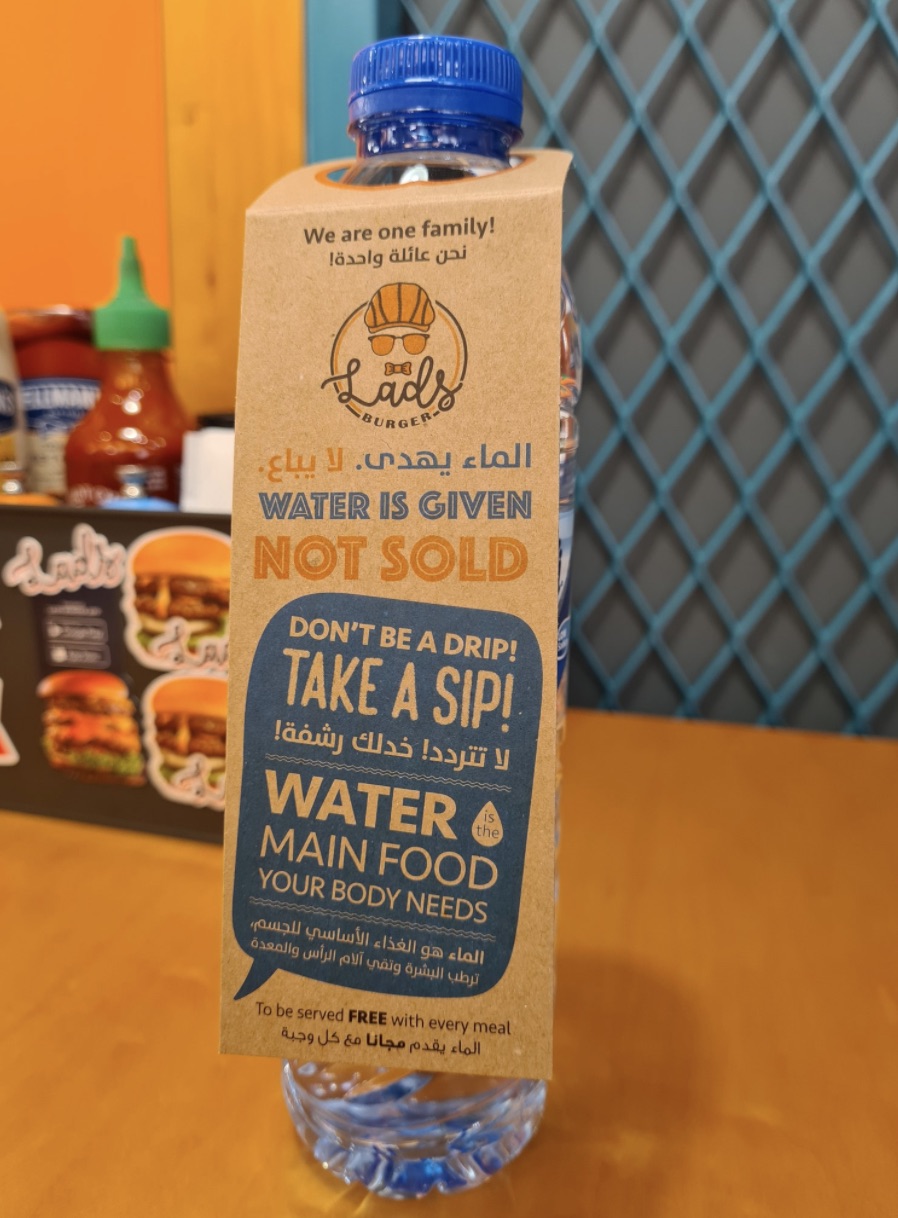 We are one family!
نحن عائلة واحدة!
Lads
BURGER
الماء يهدى. لا يباع.
WATER IS GIVEN
NOT SOLD
DON'T BE A DRIP!
TAKE A SIP!
لا تتردد! خدلك رشفة!
WATER is the
MAIN FOOD
YOUR BODY NEEDS
الماء هو الغذاء الأساسي للجسم،
ترطب البشرة وتقي آلام الرأس والمعدة
To be served FREE with every meal
الماء يقدم مجانا مع كل وجبة
Lads